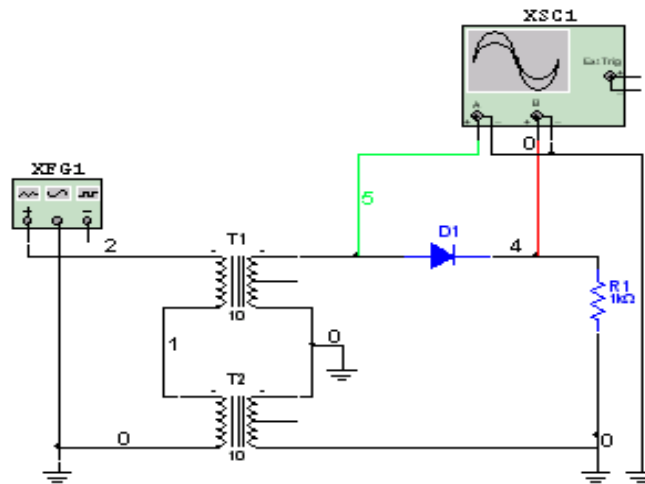 XSC1
Ext Trig
+
−
A
B
+ − + −
0
XFG1
+ −
5
2
T1
D1
4
R1
1kΩ
10
1
0
T2
0
10
0